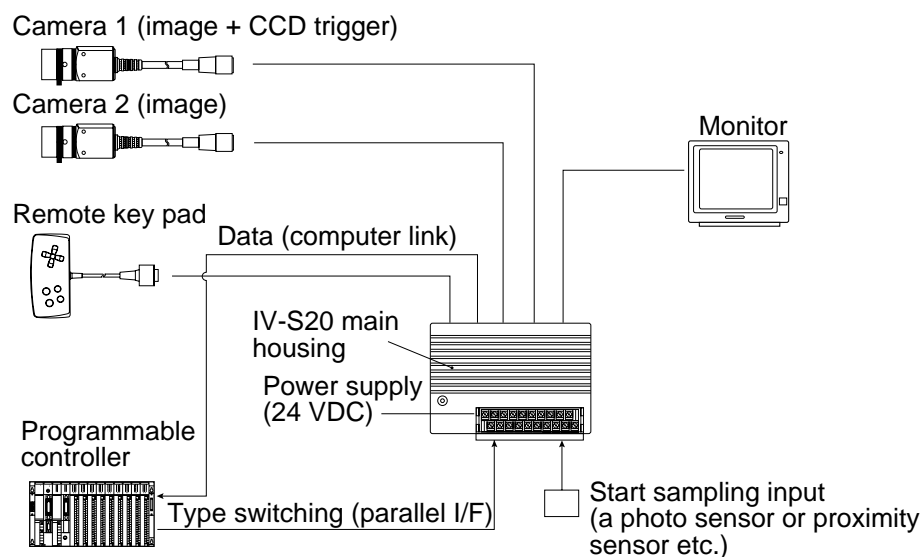 Camera 1 (image + CCD trigger)
Camera 2 (image)
Monitor
Remote key pad
Data (computer link)
IV-S20 main
housing
Power supply
(24 VDC)
Programmable
controller
Type switching (parallel I/F)
Start sampling input
(a photo sensor or proximity
sensor etc.)